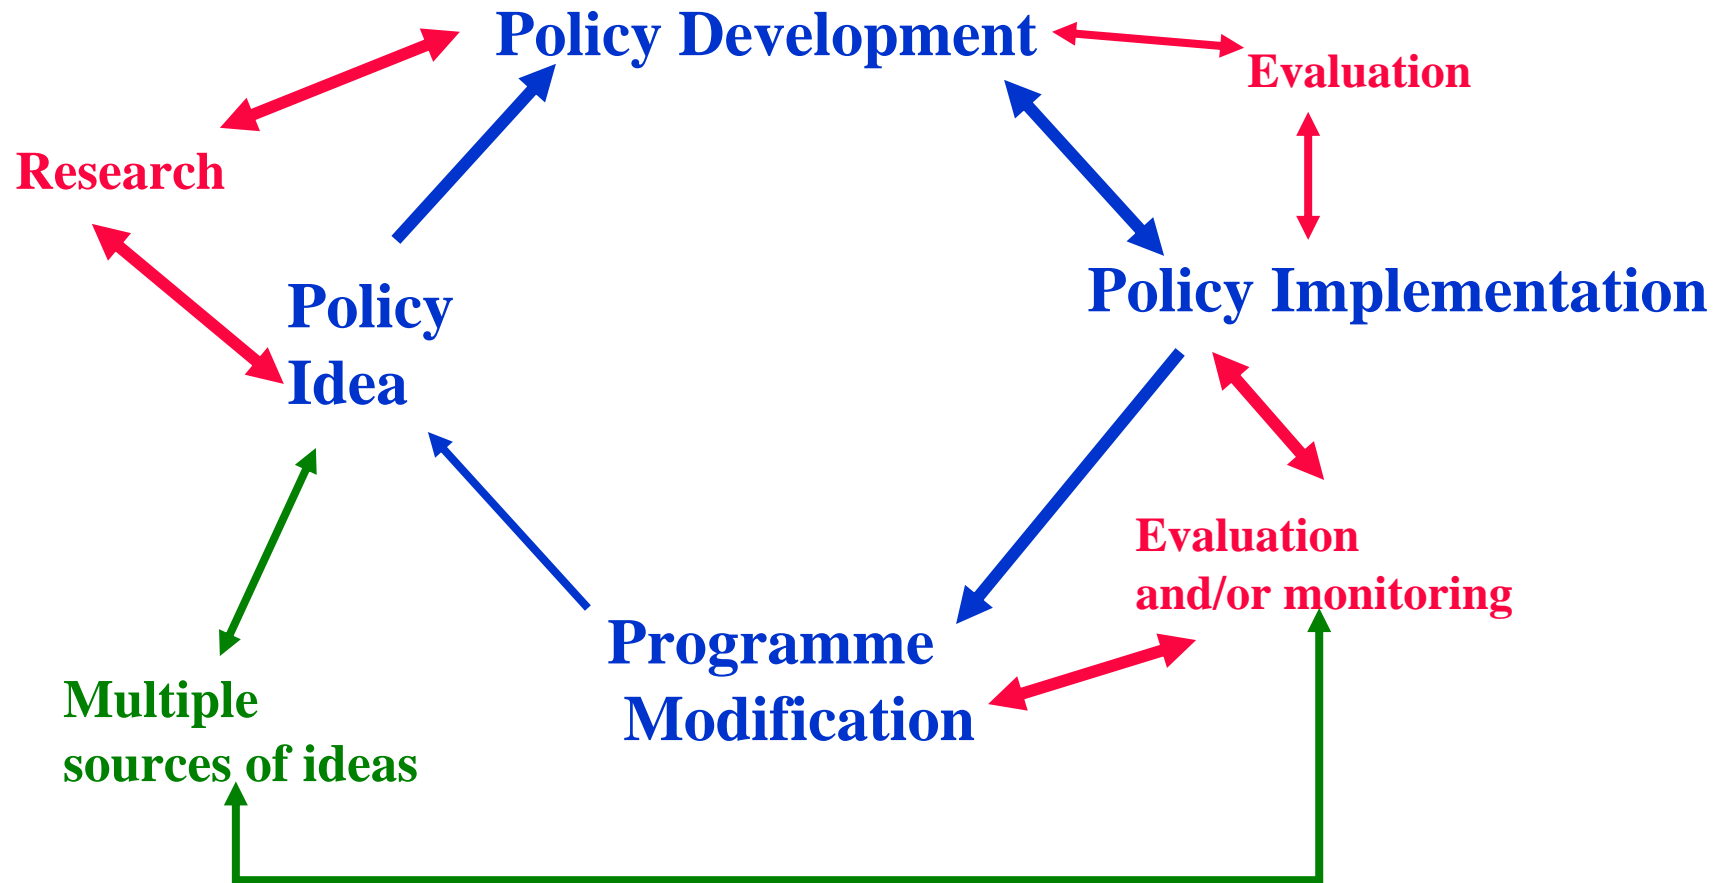 Policy Development
Evaluation
Research
Policy Implementation
Policy
Idea
Evaluation
and/or monitoring
Programme
Modification
Multiple
sources of ideas